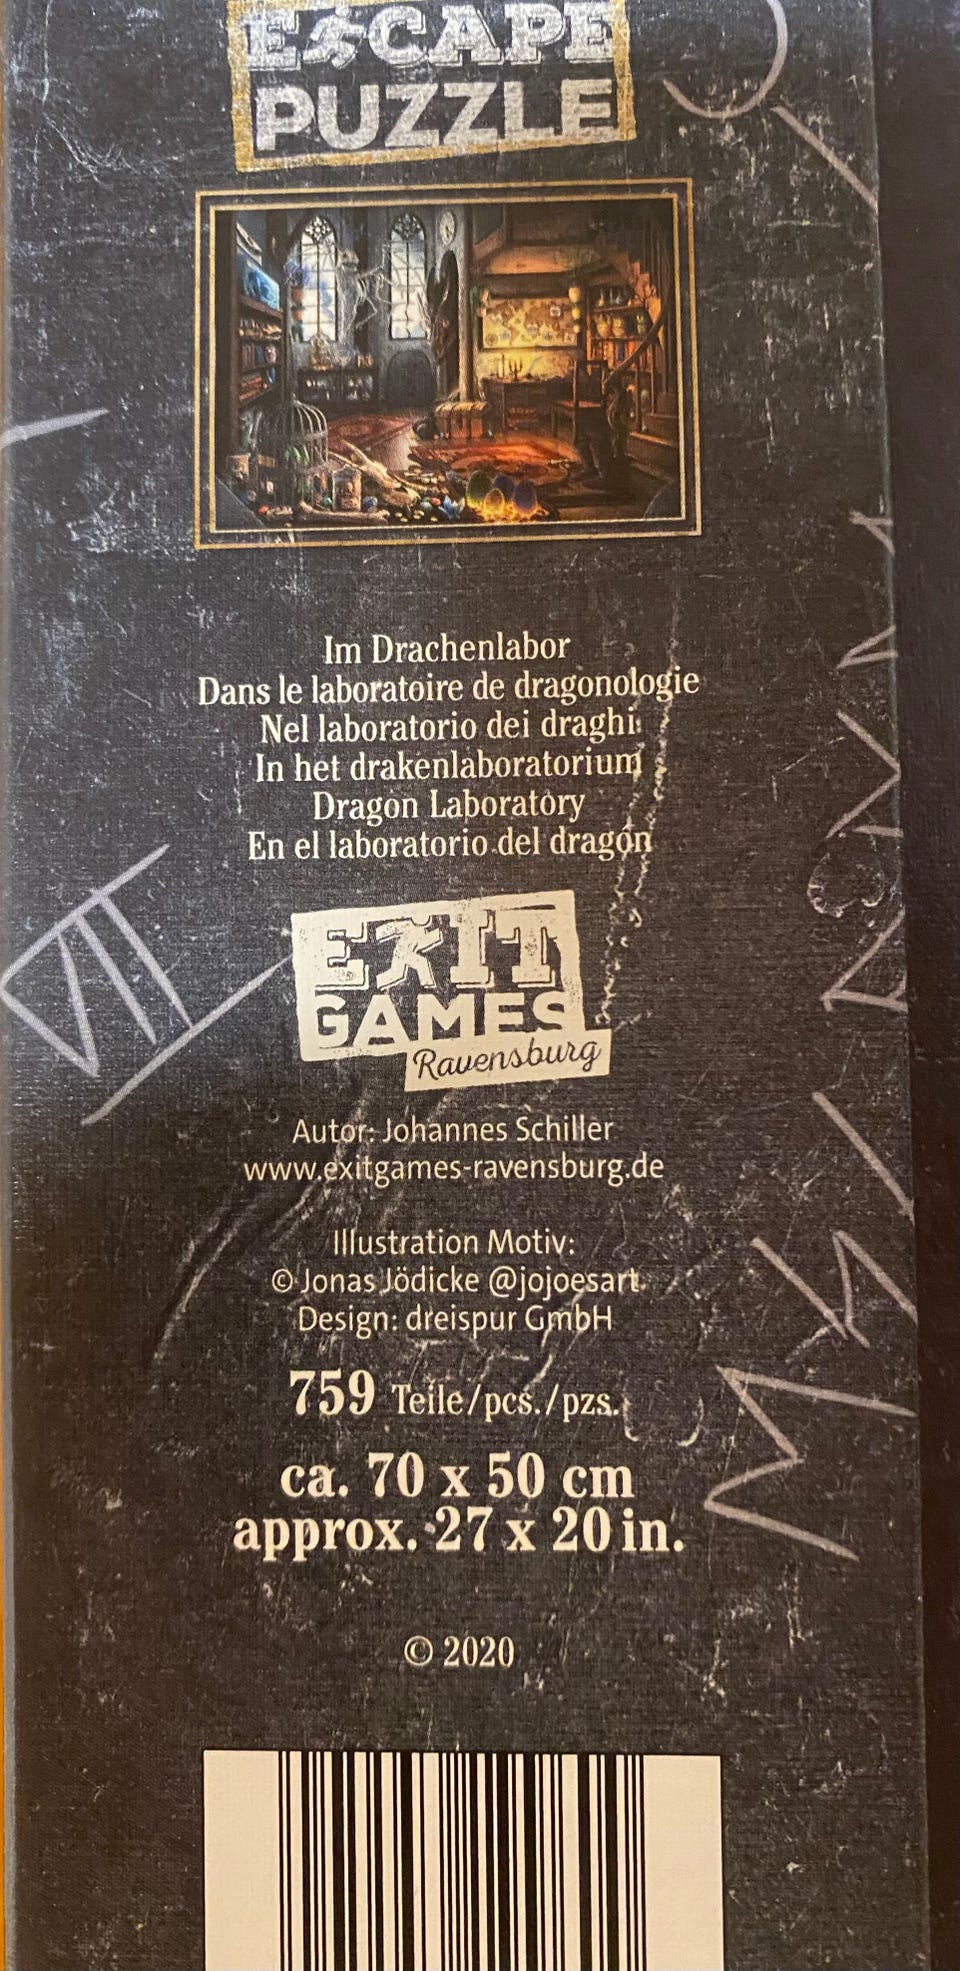 ESCAPE
PUZZLE
Im Drachenlabor
Dans le laboratoire de dragonologie
Nel laboratorio dei draghi
In het drakenlaboratorium
Dragon Laboratory
En el laboratorio del dragón
VII
EXIT
GAMES
Ravensburg
Autor: Johannes Schiller
www.exitgames-ravensburg.de
Illustration Motiv:
© Jonas Jödicke @jojoesart
Design: dreispur GmbH
759 Teile/pcs./pzs.
ca. 70 x 50 cm
approx. 27 x 20 in.
© 2020